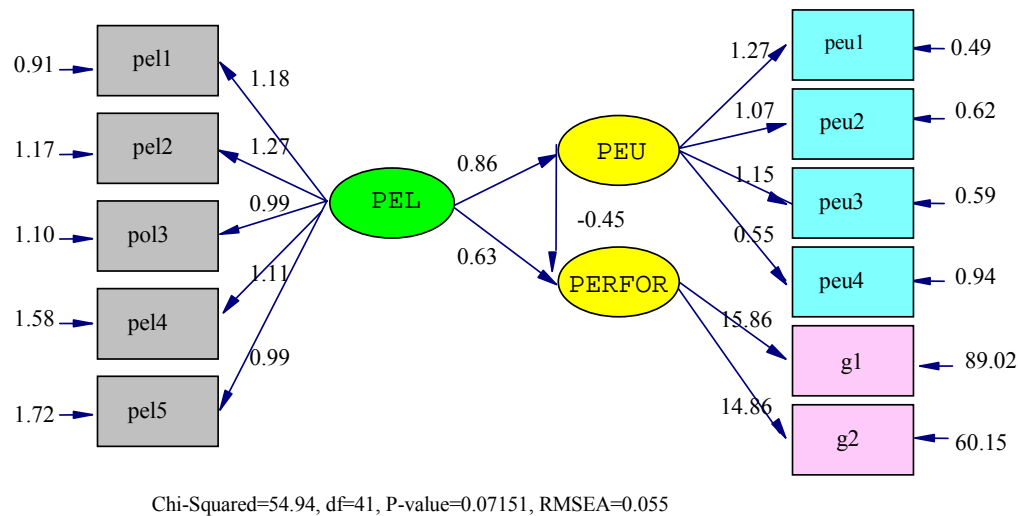 0.91
pel1
1.18
1.17
pel2
1.27
1.10
pol3
0.99
1.58
pel4
1.11
1.72
pel5
0.99
PEL
0.86
0.63
PEU
-0.45
PERFOR
1.27
peu1
0.49
1.07
peu2
0.62
1.15
peu3
0.59
0.55
peu4
0.94
15.86
g1
89.02
14.86
g2
60.15
Chi-Squared=54.94, df=41, P-value=0.07151, RMSEA=0.055